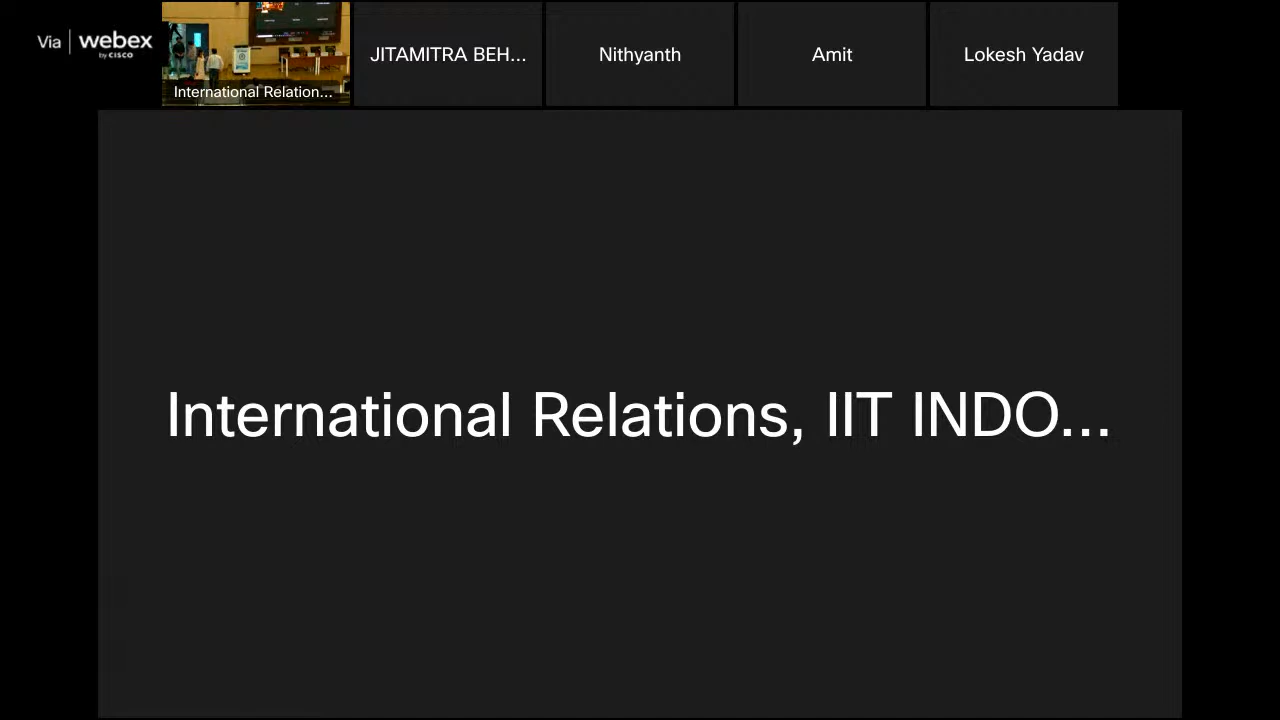 Via | webex
by CISCO
International Relation...
JITAMITRA BEH...
Nithyanth
Amit
Lokesh Yadav
International Relations, IIT INDO...